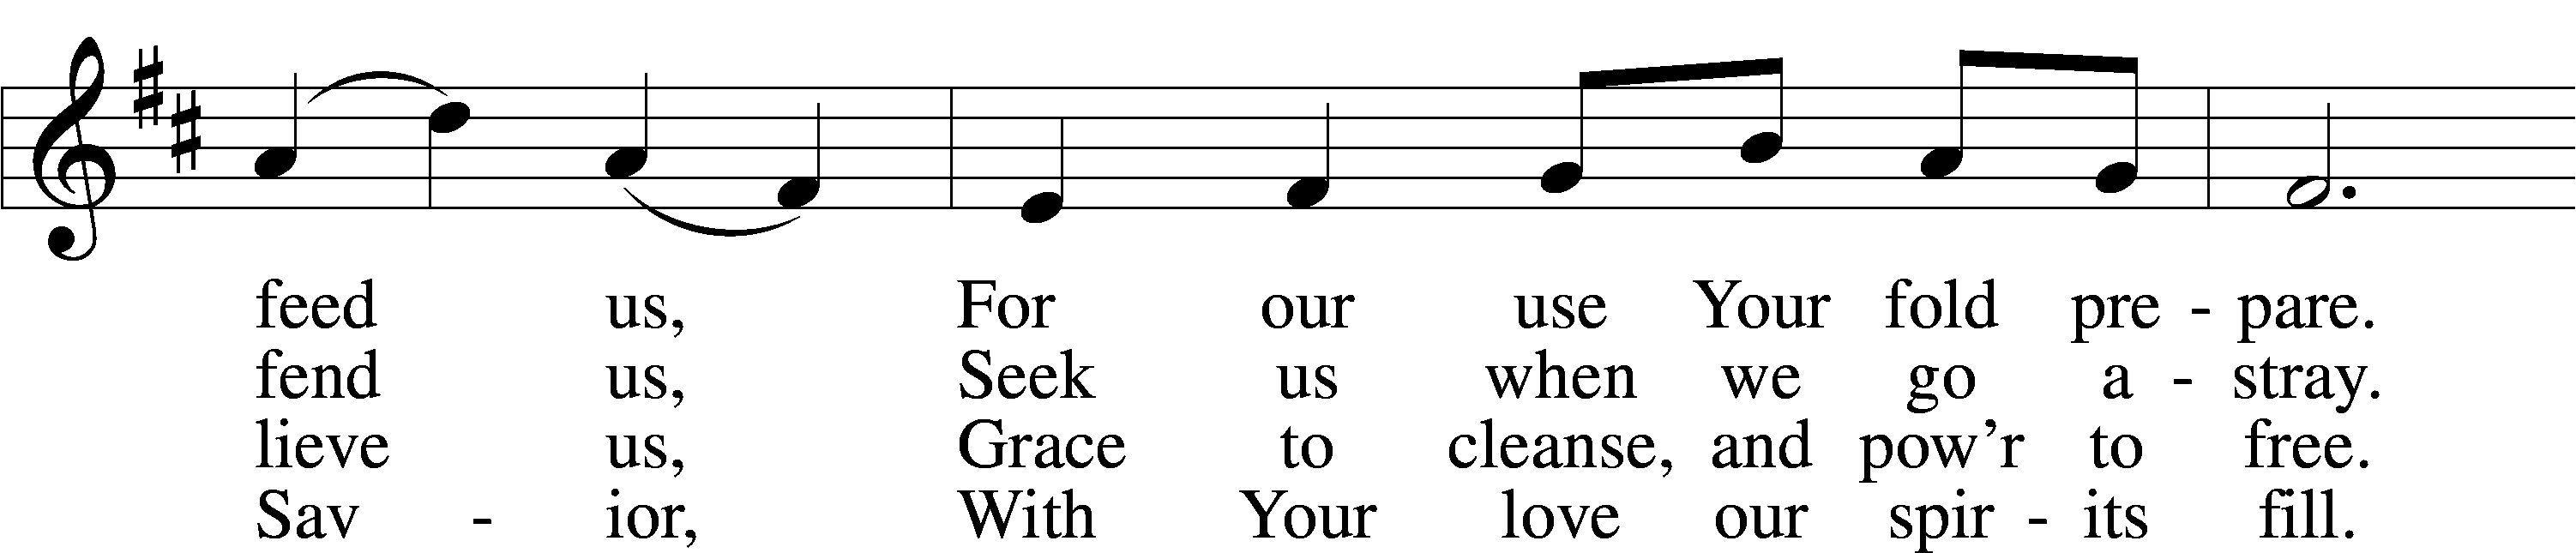 feed us, For our use Your fold pre - pare.
fend us, Seek us when we go a - stray.
lieve us, Grace to cleanse, and pow’r to free.
Sav - ior, With Your love our spir - its fill.